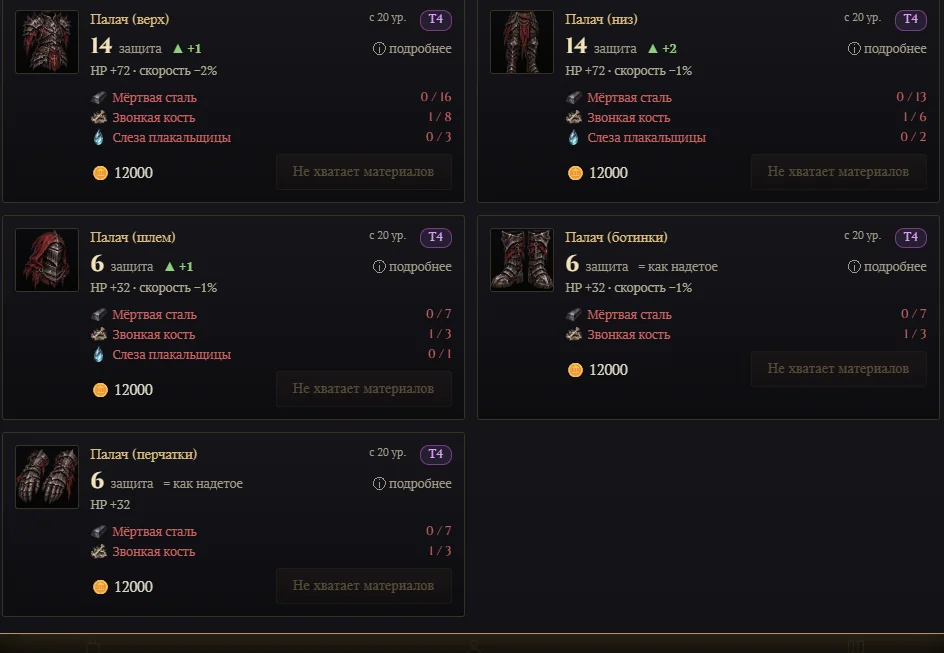 Палач (верх) с 20 ур. T4
14 защита ▲ +1 ⓘ подробнее
HP +72 · скорость −2%
Мёртвая сталь 0 / 16
Звонкая кость 1 / 8
Слеза плакальщицы 0 / 3
12000 Не хватает материалов
Палач (низ) с 20 ур. T4
14 защита ▲ +2 ⓘ подробнее
HP +72 · скорость −1%
Мёртвая сталь 0 / 13
Звонкая кость 1 / 6
Слеза плакальщицы 0 / 2
12000 Не хватает материалов
Палач (шлем) с 20 ур. T4
6 защита ▲ +1 ⓘ подробнее
HP +32 · скорость −1%
Мёртвая сталь 0 / 7
Звонкая кость 1 / 3
Слеза плакальщицы 0 / 1
12000 Не хватает материалов
Палач (ботинки) с 20 ур. T4
6 защита = как надетое ⓘ подробнее
HP +32 · скорость −1%
Мёртвая сталь 0 / 7
Звонкая кость 1 / 3
12000 Не хватает материалов
Палач (перчатки) с 20 ур. T4
6 защита = как надетое ⓘ подробнее
HP +32
Мёртвая сталь 0 / 7
Звонкая кость 1 / 3
12000 Не хватает материалов